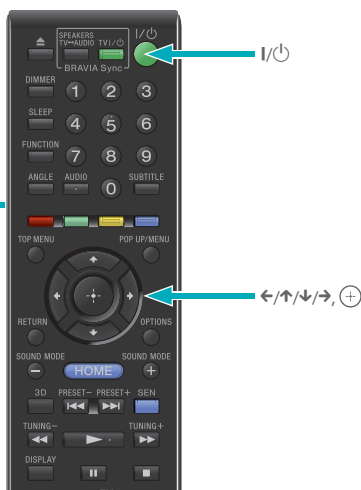 SPEAKERS
TV↔AUDIO TV I/⏻ I/⏻
BRAVIA Sync
I/⏻
DIMMER
1 2 3
SLEEP
4 5 6
FUNCTION
7 8 9
ANGLE AUDIO 0 SUBTITLE
TOP MENU POP UP/MENU
←/↑/↓/→, ⊕
RETURN OPTIONS
SOUND MODE SOUND MODE
− HOME +
3D PRESET− PRESET+ SEN
TUNING− TUNING+
DISPLAY